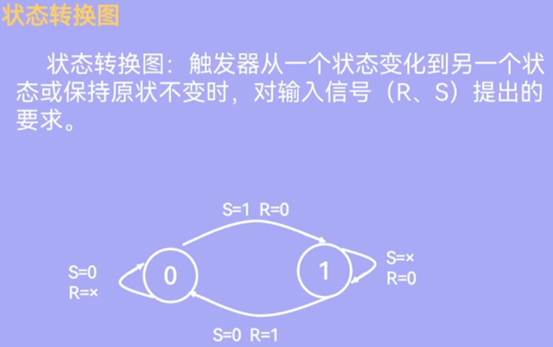 状态转换图
状态转换图：触发器从一个状态变化到另一个状
态或保持原状不变时，对输入信号（R、S）提出的
要求。
S=1 R=0
S=0
R=×
0
1
S=×
R=0
S=0 R=1